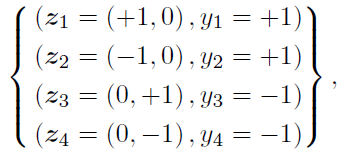 (z₁ = (+1, 0), y₁ = +1)
(z₂ = (−1, 0), y₂ = +1)
(z₃ = (0, +1), y₃ = −1)
(z₄ = (0, −1), y₄ = −1)
,